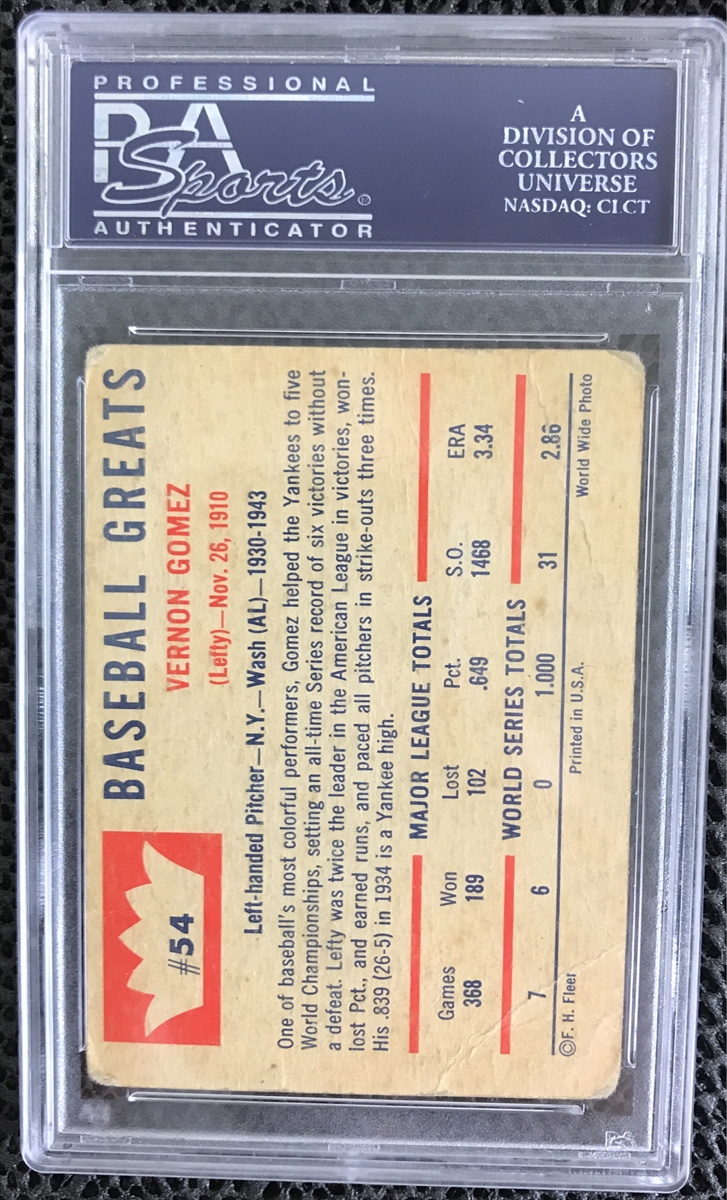 PROFESSIONAL
PSA
Sports®
AUTHENTICATOR
A
DIVISION OF
COLLECTORS
UNIVERSE
NASDAQ: CLCT
#54
BASEBALL GREATS
VERNON GOMEZ
(Lefty)—Nov. 26, 1910
Left-handed Pitcher—N.Y.—Wash (AL)—1930-1943
One of baseball's most colorful performers, Gomez helped the Yankees to five
World Championships, setting an all-time Series record of six victories without
a defeat. Lefty was twice the leader in the American League in victories, won-
lost Pct., and earned runs, and paced all pitchers in strike-outs three times.
His .839 (26-5) in 1934 is a Yankee high.
MAJOR LEAGUE TOTALS
Games Won Lost Pct. S.O. ERA
368 189 102 .649 1468 3.34
WORLD SERIES TOTALS
7 6 0 1.000 31 2.86
©F. H. Fleer Printed in U.S.A. World Wide Photo
PSA